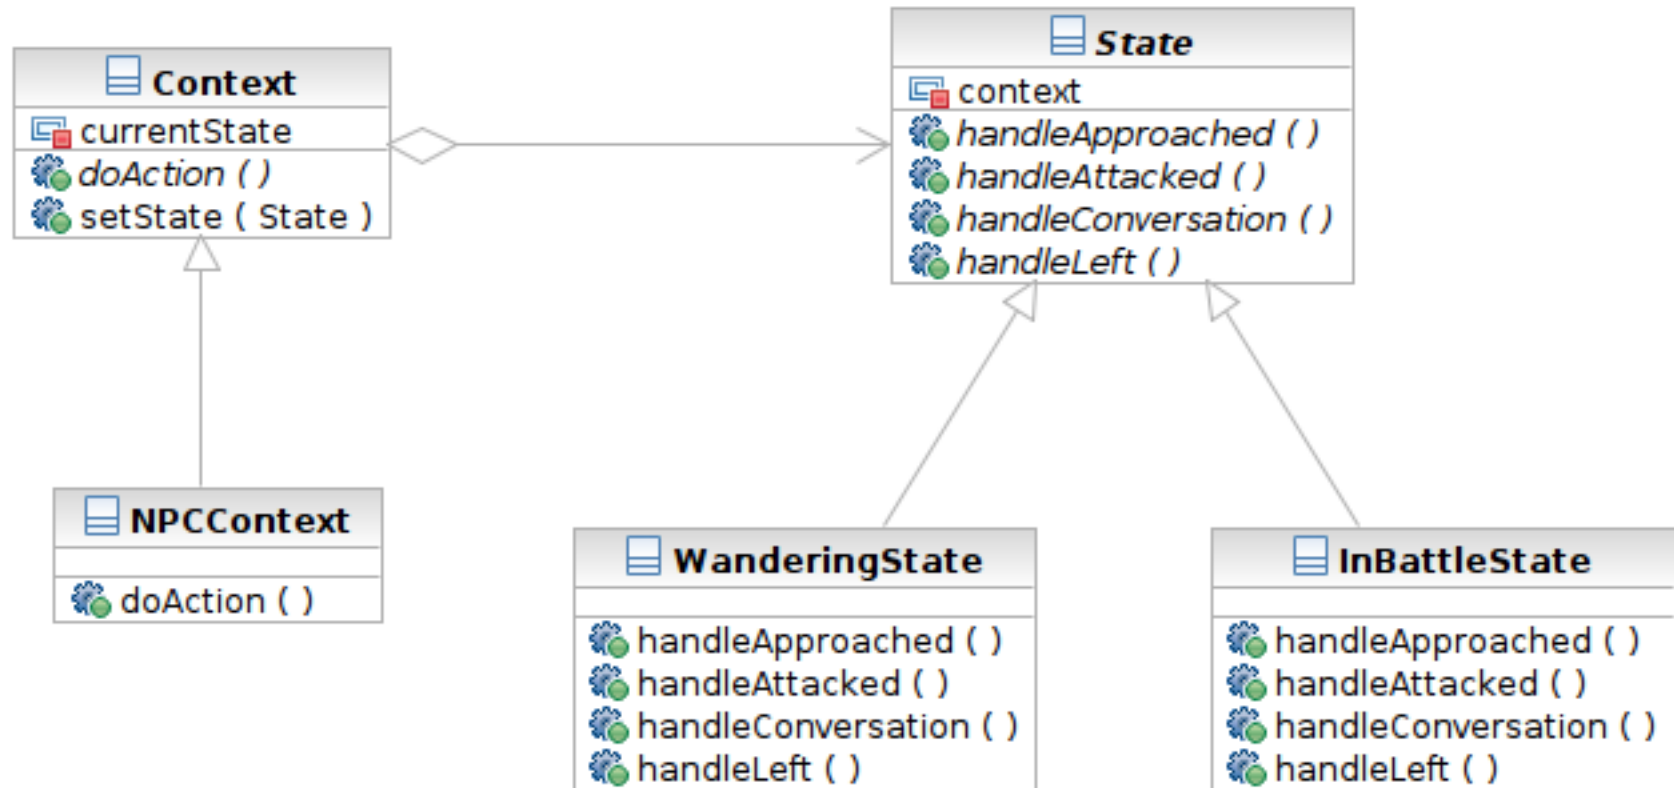 Context
currentState
doAction ( )
setState ( State )
State
context
handleApproached ( )
handleAttacked ( )
handleConversation ( )
handleLeft ( )
NPCContext
doAction ( )
WanderingState
handleApproached ( )
handleAttacked ( )
handleConversation ( )
handleLeft ( )
InBattleState
handleApproached ( )
handleAttacked ( )
handleConversation ( )
handleLeft ( )